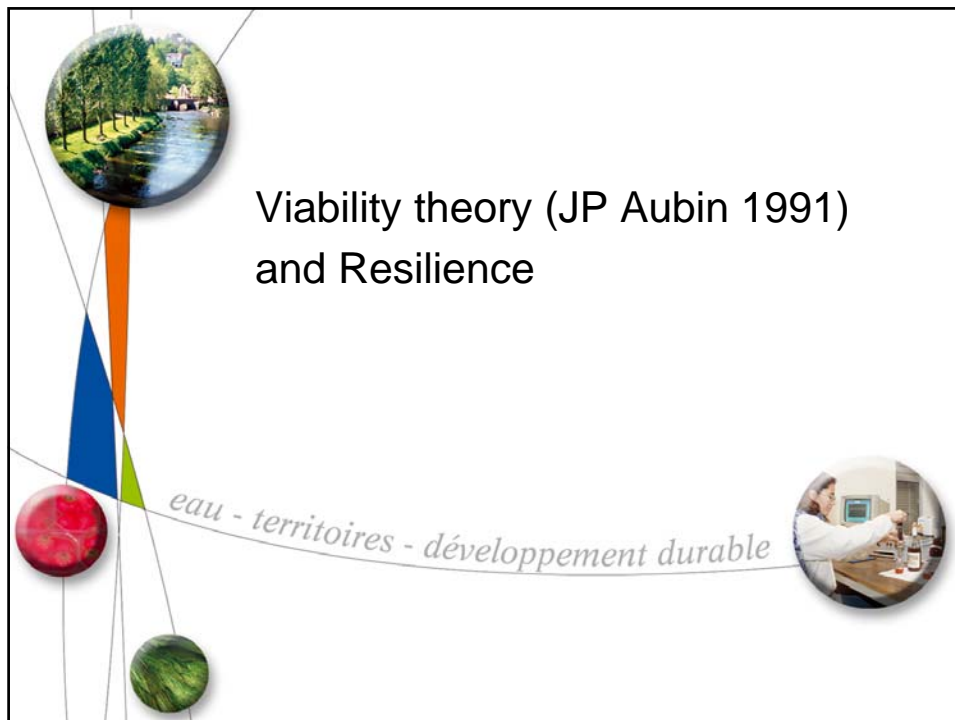 Viability theory (JP Aubin 1991)
and Resilience
eau - territoires - développement durable